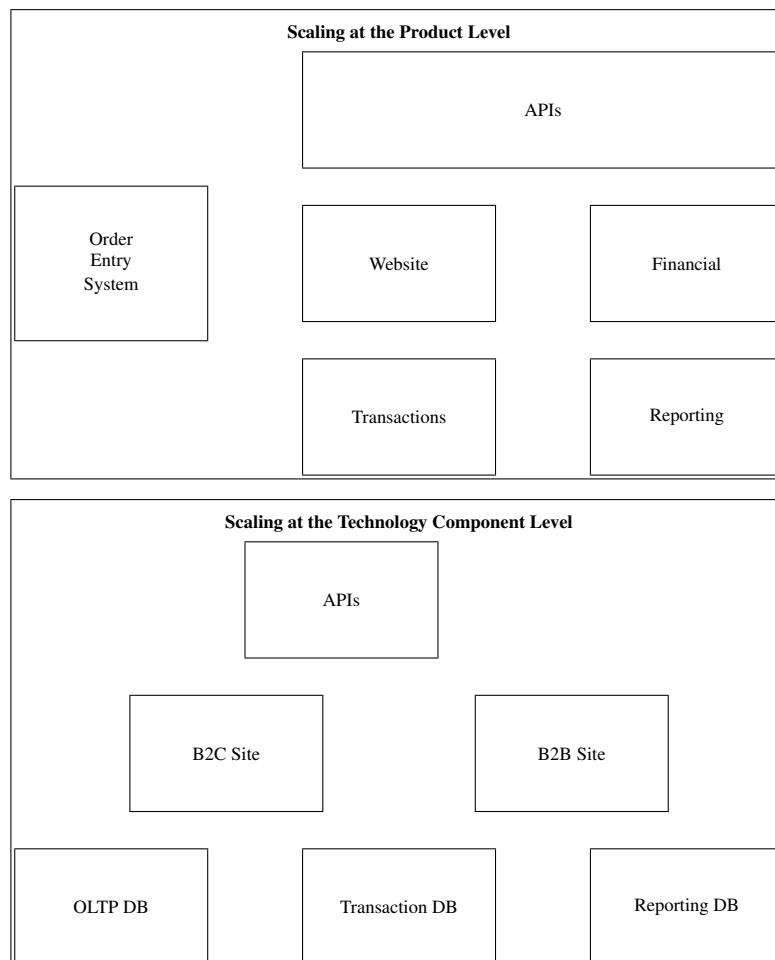 Scaling at the Product Level
APIs
Order
Entry
System
Website
Financial
Transactions
Reporting
Scaling at the Technology Component Level
APIs
B2C Site
B2B Site
OLTP DB
Transaction DB
Reporting DB